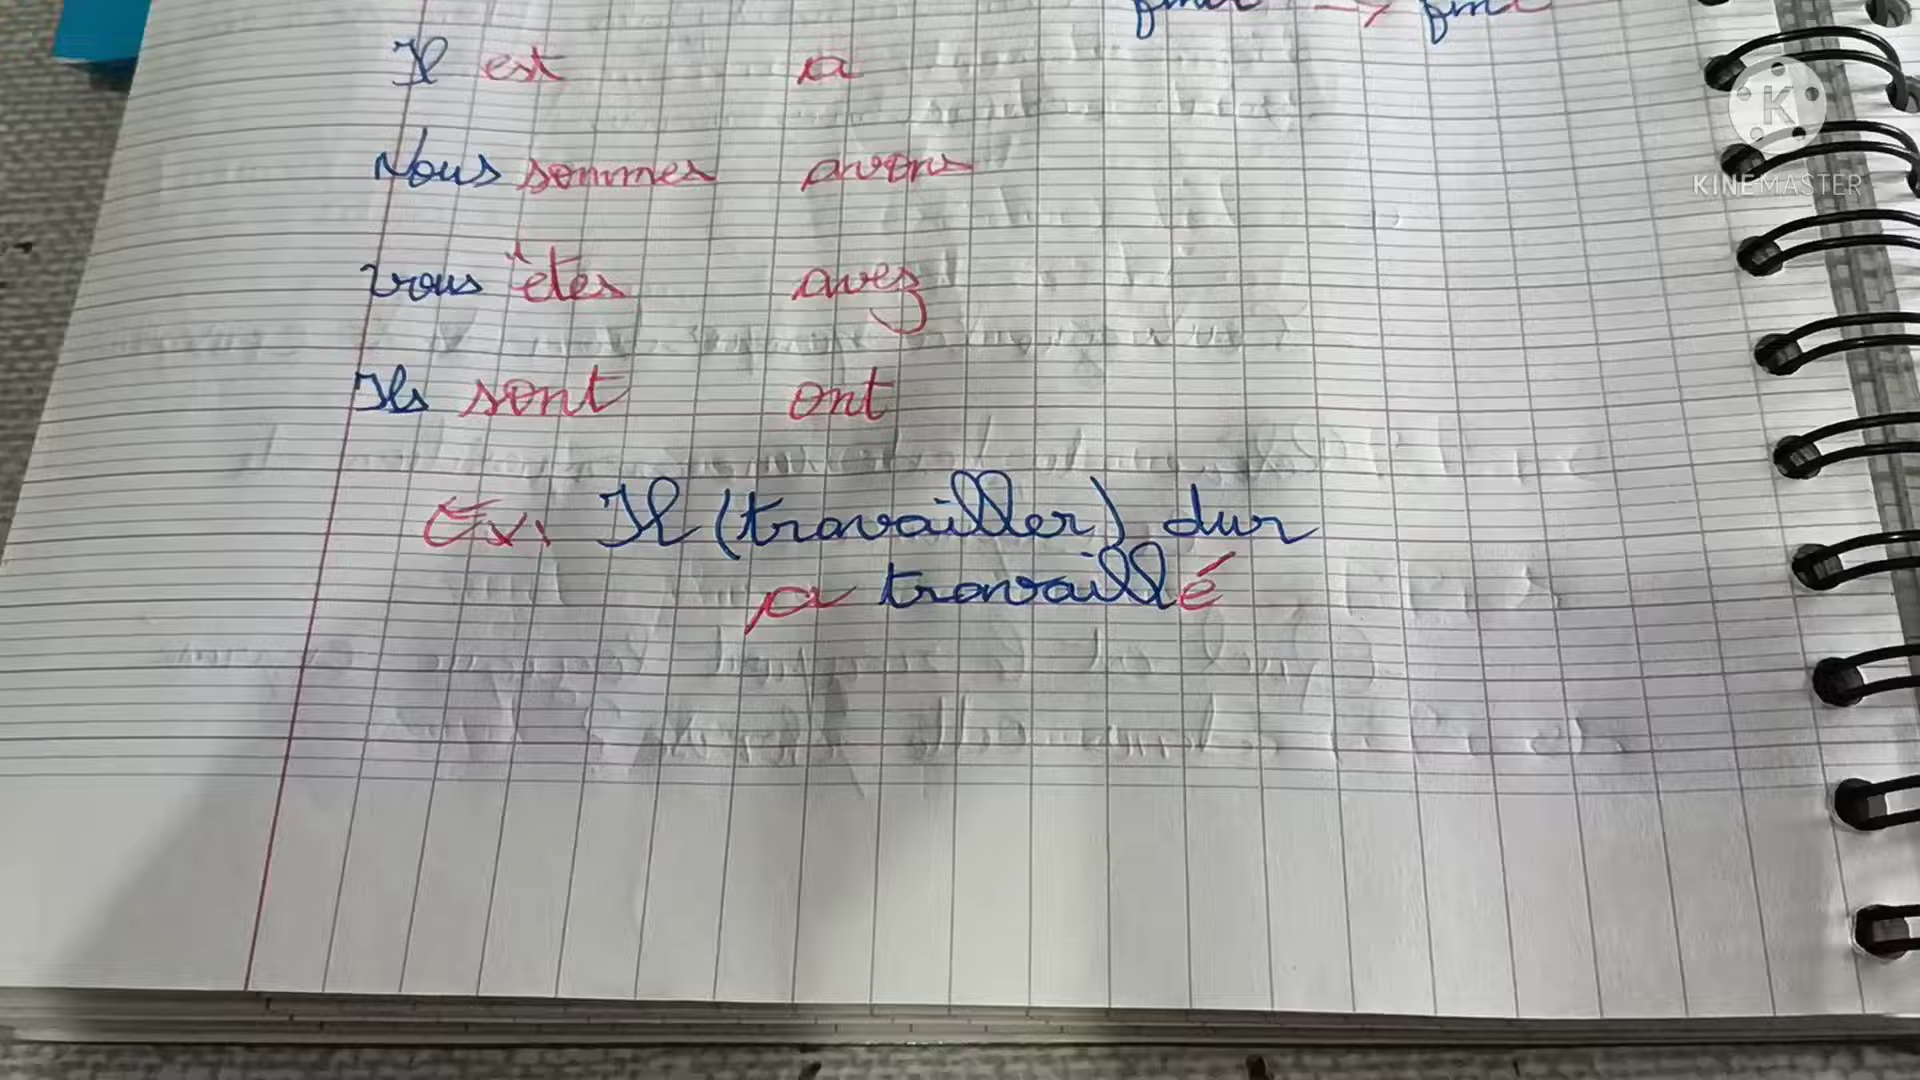 Il est a
Nous sommes avons
Vous êtes avez
Ils sont ont
Ex: Il (travailler) dur
a travaillé
KINEMASTER